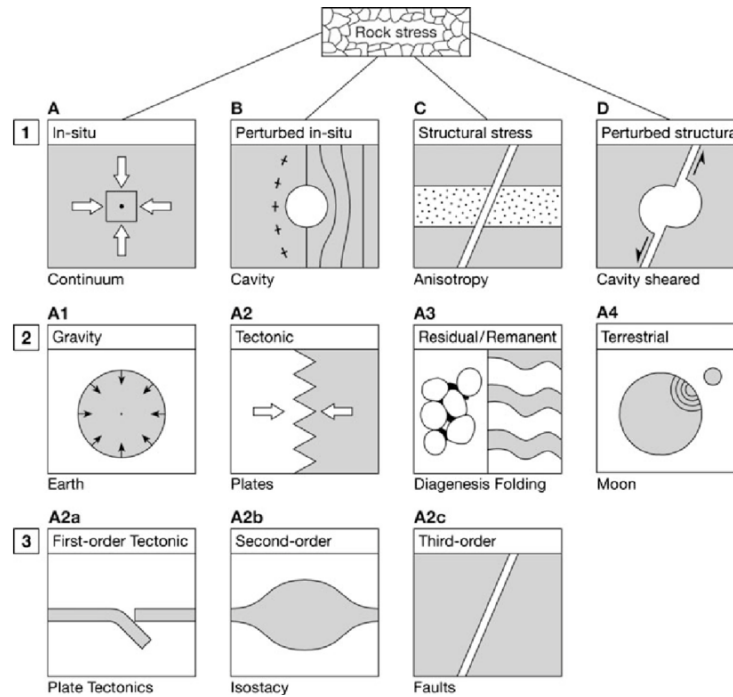 Rock stress
A
B
C
D
1
In-situ
Perturbed in-situ
Structural stress
Perturbed structura
Continuum
Cavity
Anisotropy
Cavity sheared
A1
A2
A3
A4
2
Gravity
Tectonic
Residual/Remanent
Terrestrial
Earth
Plates
Diagenesis Folding
Moon
A2a
A2b
A2c
3
First-order Tectonic
Second-order
Third-order
Plate Tectonics
Isostacy
Faults